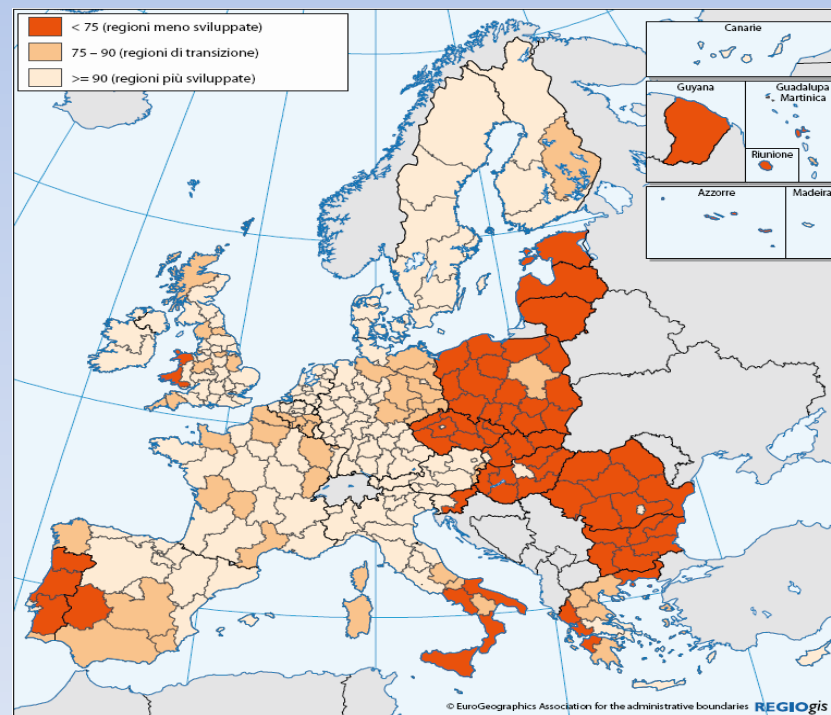 < 75 (regioni meno sviluppate)
75 – 90 (regioni di transizione)
>= 90 (regioni più sviluppate)
Canarie
Guyana
Guadalupa
Martinica
Riunione
Azzorre
Madeira
© EuroGeographics Association for the administrative boundaries REGIOgis